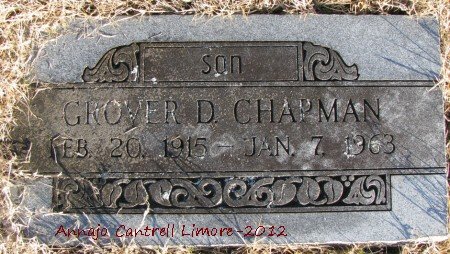 SON
GROVER D. CHAPMAN
FEB. 20, 1915 - JAN. 7, 1963
Annajo Cantrell Limore 2012